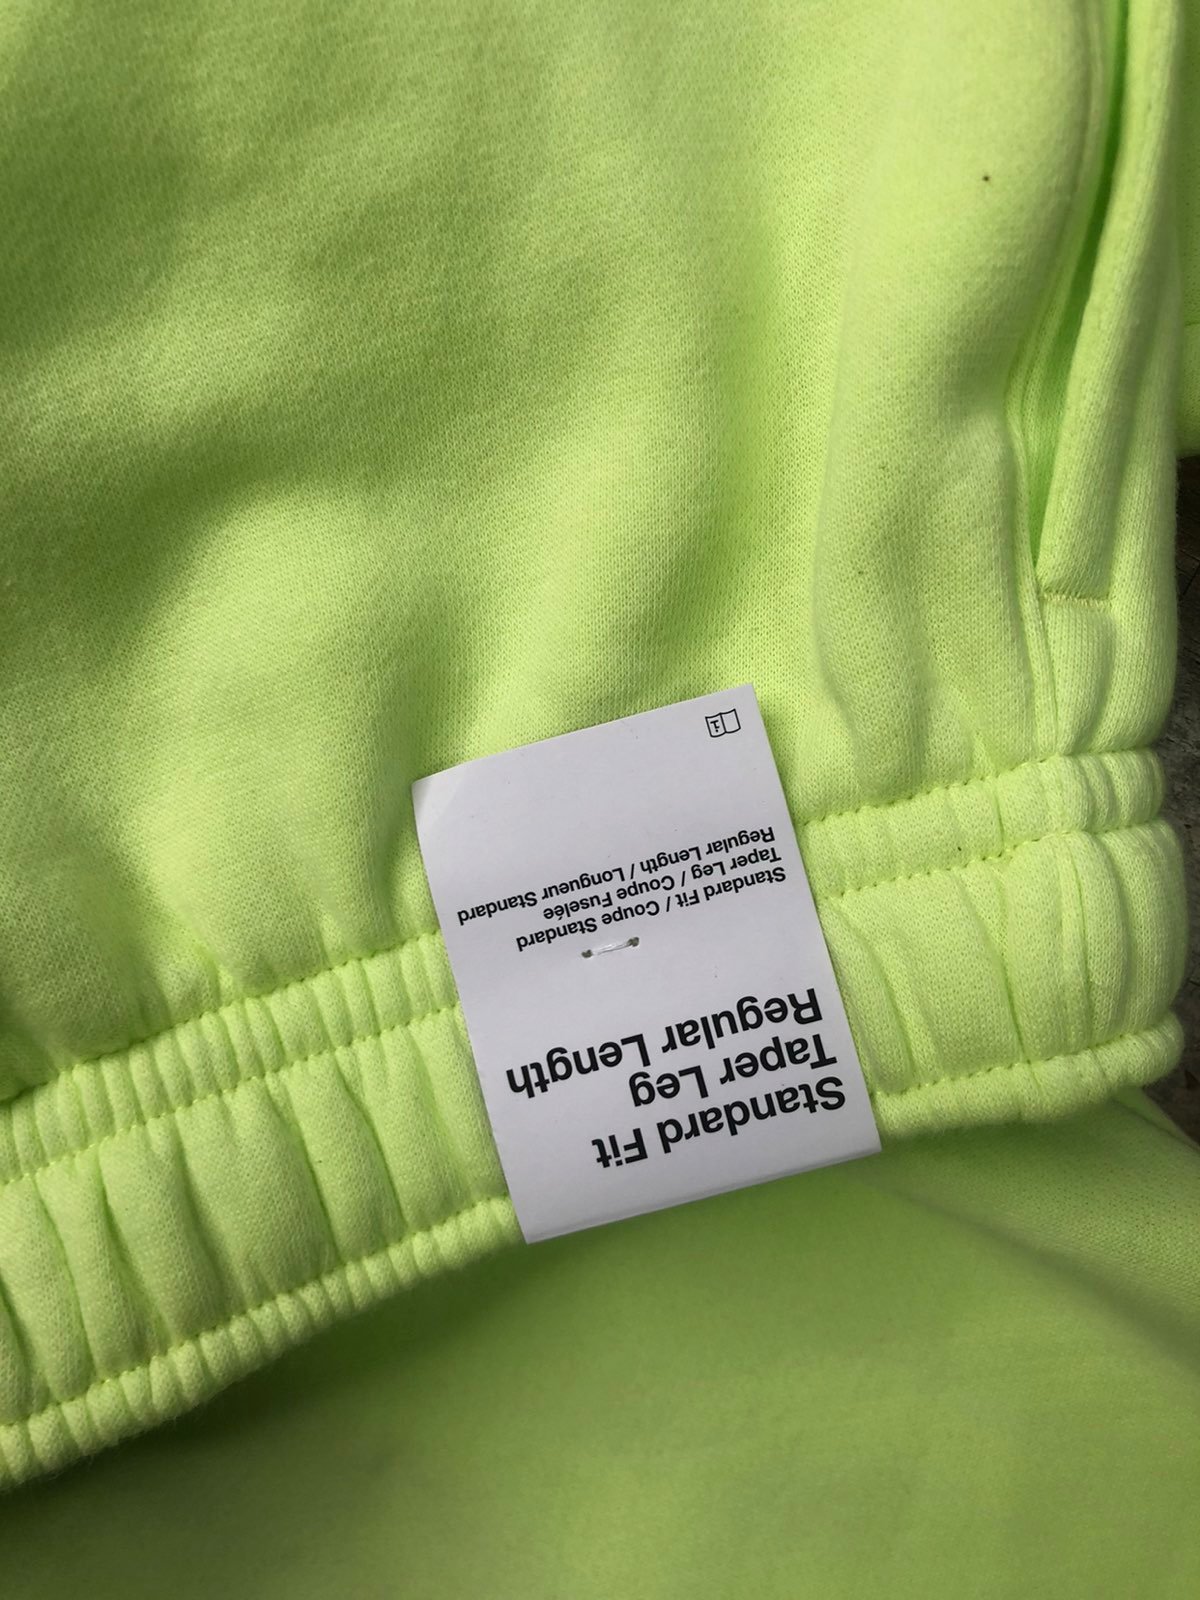 Standard Fit
Taper Leg
Regular Length
Standard Fit / Coupe Standard
Taper Leg / Coupe Fuselée
Regular Length / Longueur Standard